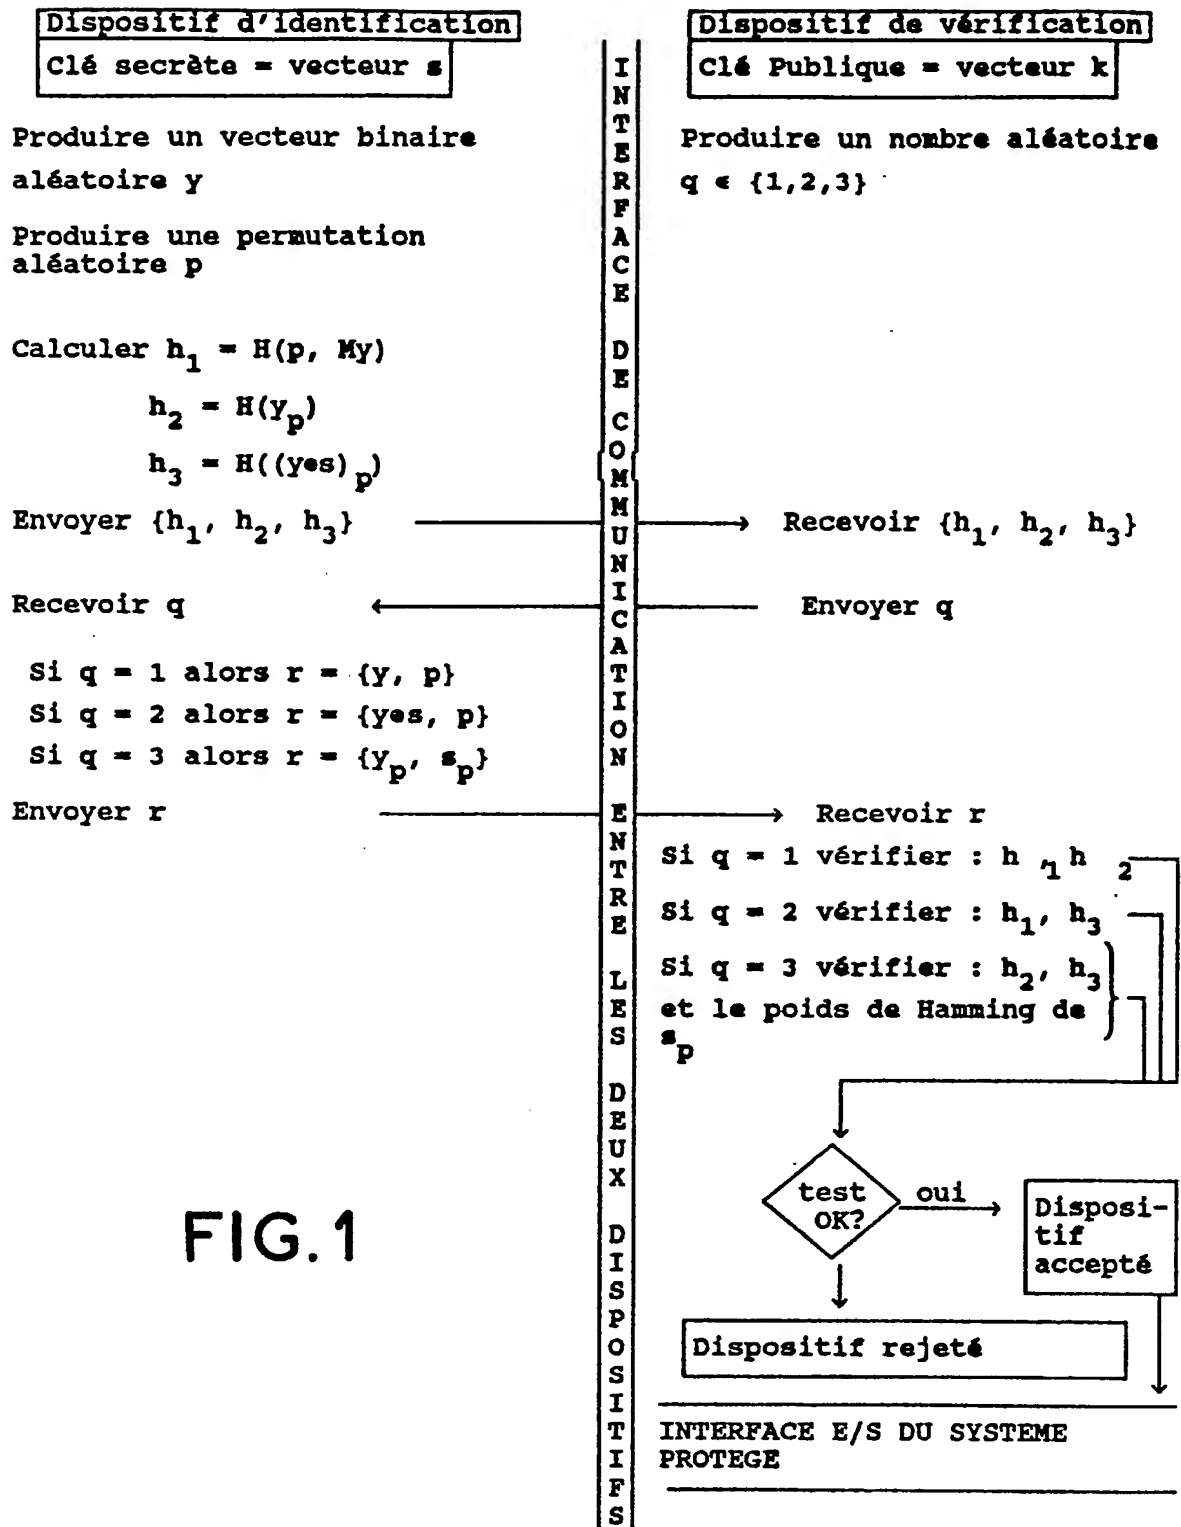 Dispositif d'identification
Clé secrète = vecteur s
Produire un vecteur binaire
aléatoire y
Produire une permutation
aléatoire p
Calculer h1 = H(p, My)
h2 = H(yp)
h3 = H((y⊕s)p)
Envoyer {h1, h2, h3}
Recevoir q
Si q = 1 alors r = {y, p}
Si q = 2 alors r = {y⊕s, p}
Si q = 3 alors r = {yp, sp}
Envoyer r
INTERFACE DE COMMUNICATION ENTRE LES DEUX DISPOSITIFS
Dispositif de vérification
Clé Publique = vecteur k
Produire un nombre aléatoire
q ∈ {1,2,3}
Recevoir {h1, h2, h3}
Envoyer q
Recevoir r
Si q = 1 vérifier : h1, h2
Si q = 2 vérifier : h1, h3
Si q = 3 vérifier : h2, h3
et le poids de Hamming de
sp
test
OK?
oui
Disposi-
tif
accepté
Dispositif rejeté
INTERFACE E/S DU SYSTEME
PROTEGE
FIG.1